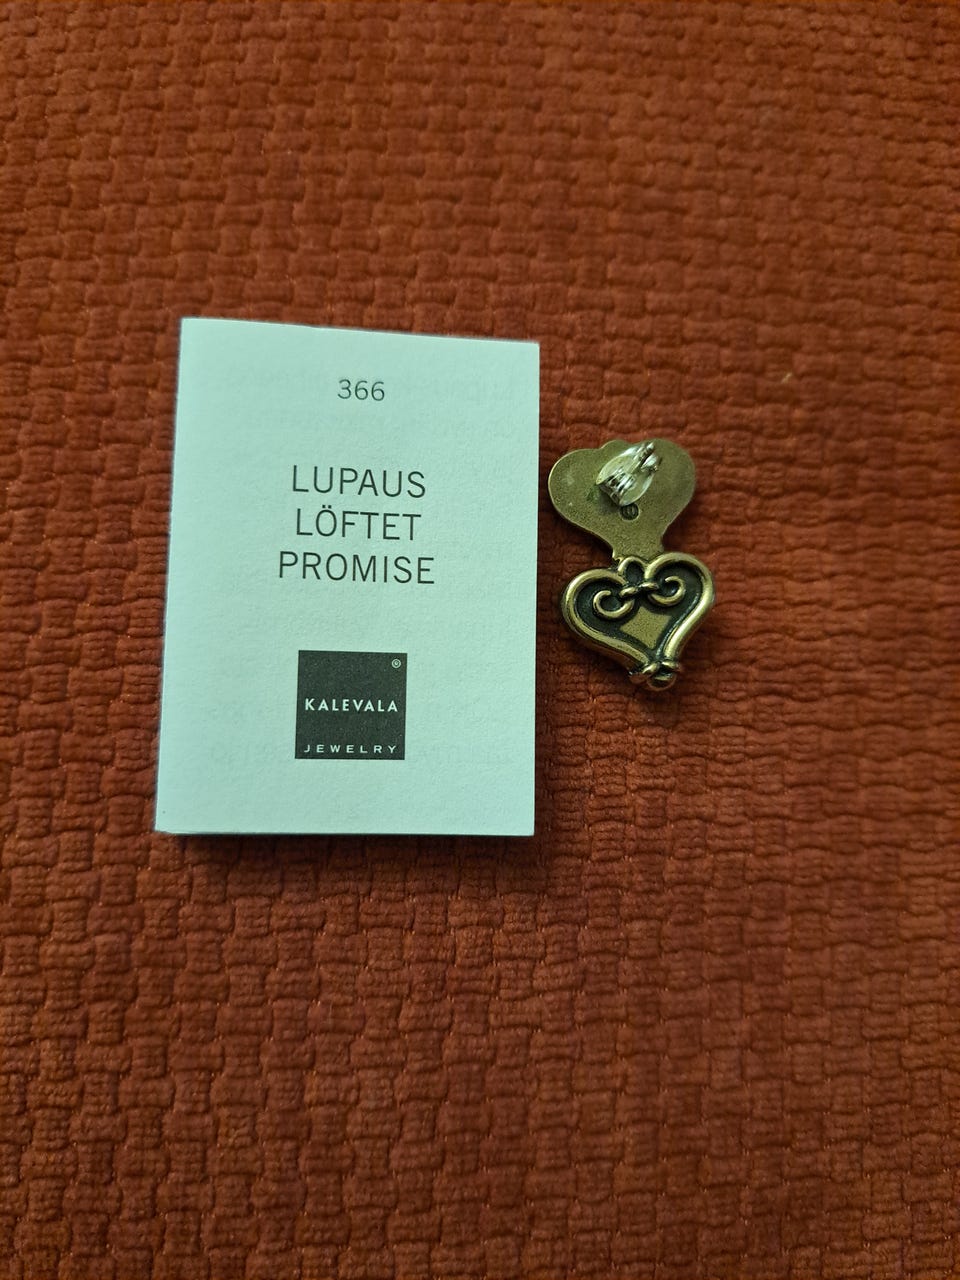 366
LUPAUS
LÖFTET
PROMISE
®
KALEVALA
JEWELRY